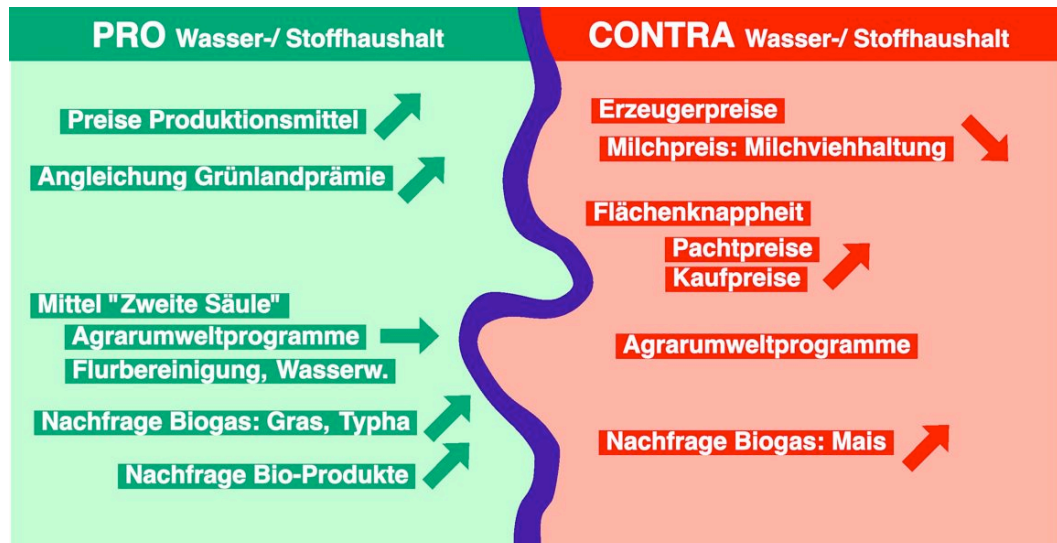 PRO Wasser-/ Stoffhaushalt
Preise Produktionsmittel
Angleichung Grünlandprämie
Mittel "Zweite Säule"
Agrarumweltprogramme
Flurbereinigung, Wasserw.
Nachfrage Biogas: Gras, Typha
Nachfrage Bio-Produkte
CONTRA Wasser-/ Stoffhaushalt
Erzeugerpreise
Milchpreis: Milchviehhaltung
Flächenknappheit
Pachtpreise
Kaufpreise
Agrarumweltprogramme
Nachfrage Biogas: Mais